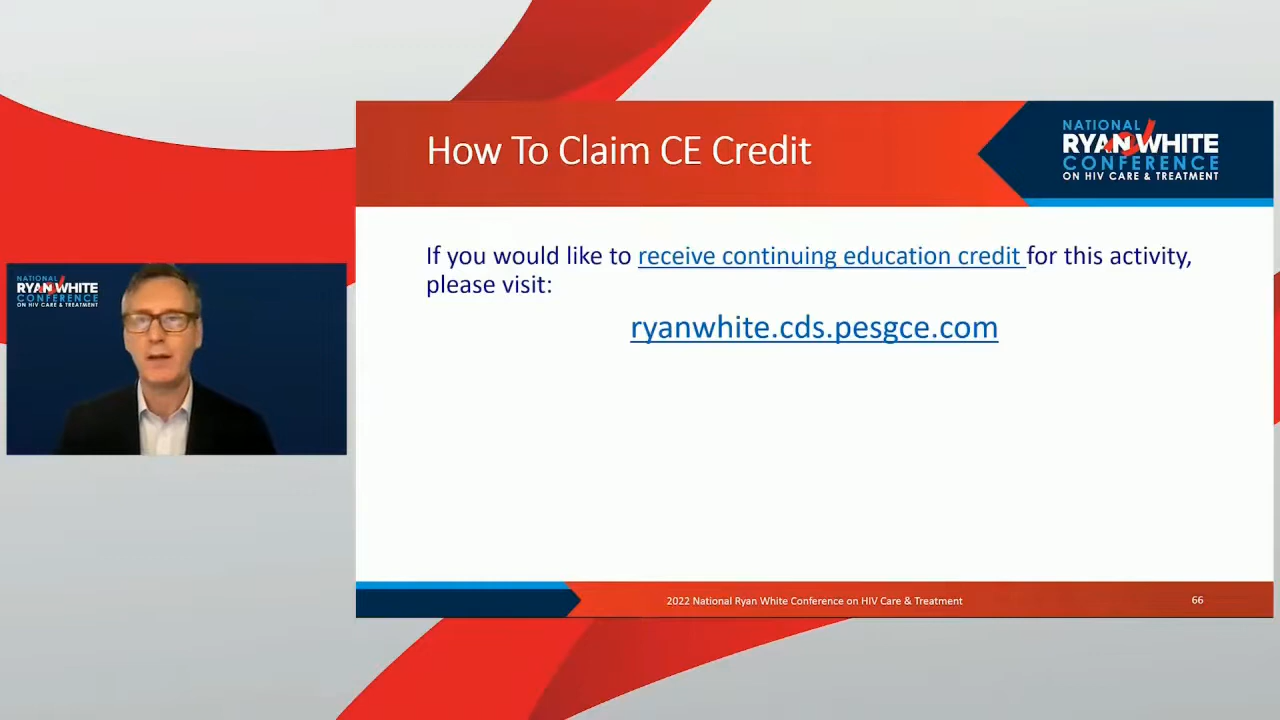 How To Claim CE Credit
NATIONAL
RYAN WHITE
CONFERENCE
ON HIV CARE & TREATMENT
If you would like to receive continuing education credit for this activity,
please visit:
ryanwhite.cds.pesgce.com
NATIONAL
RYAN WHITE
CONFERENCE
ON HIV CARE & TREATMENT
2022 National Ryan White Conference on HIV Care & Treatment
66